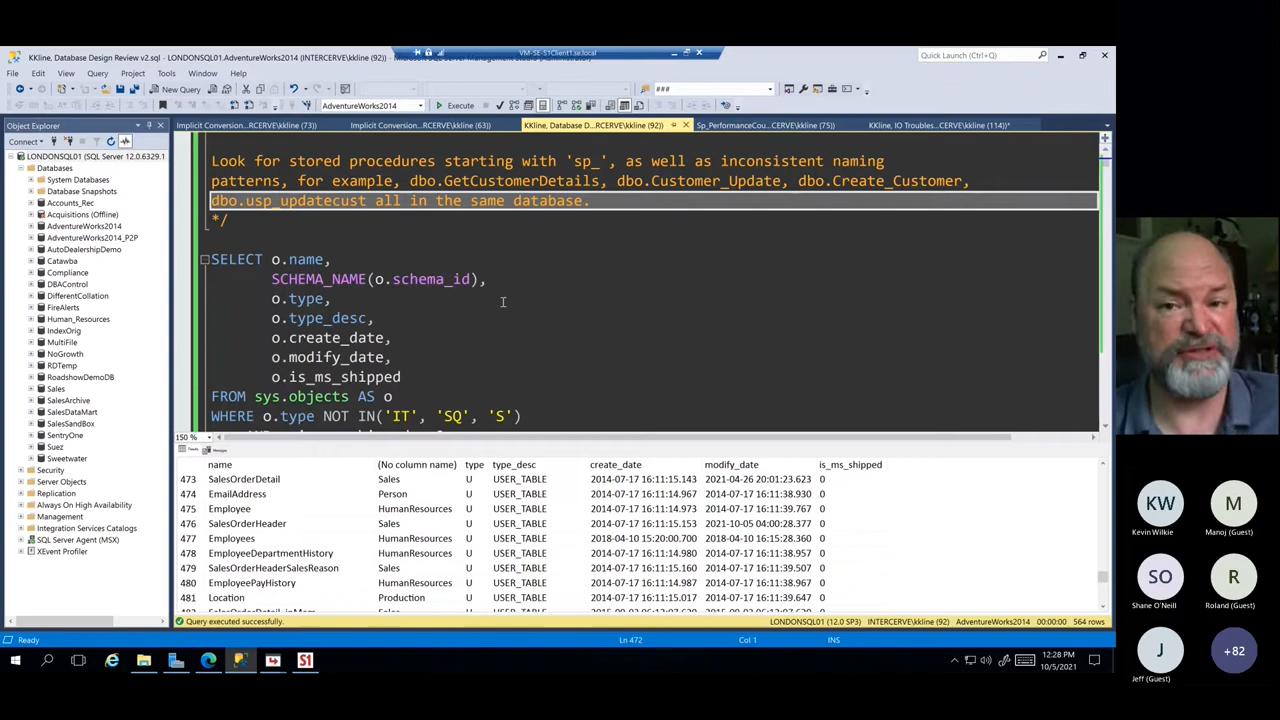 VM-SE-S1Client1.se.local
KKline, Database Design Review v2.sql - LONDONSQL01.AdventureWorks2014 (INTERCERVE\kkline (92))
Quick Launch (Ctrl+Q)
File Edit View Query Project Tools Window Help
New Query
###
AdventureWorks2014
Execute
Object Explorer
Implicit Conversion...RCERVE\kkline (73))
Implicit Conversion...RCERVE\kkline (63))
KKline, Database D...RCERVE\kkline (92))
Sp_PerformanceCou...CERVE\kkline (75))
KKline, IO Troubles...CERVE\kkline (114))*
Connect
LONDONSQL01 (SQL Server 12.0.6329.1
Databases
System Databases
Database Snapshots
Accounts_Rec
Acquisitions (Offline)
AdventureWorks2014
AdventureWorks2014_P2P
AutoDealershipDemo
Catawba
Compliance
DBAControl
DifferentCollation
FireAlerts
Human_Resources
IndexOrig
MultiFile
NoGrowth
RDTemp
RoadshowDemoDB
Sales
SalesArchive
SalesDataMart
SalesSandBox
SentryOne
Suez
Sweetwater
Security
Server Objects
Replication
Always On High Availability
Management
Integration Services Catalogs
SQL Server Agent (MSX)
XEvent Profiler
Look for stored procedures starting with 'sp_', as well as inconsistent naming
patterns, for example, dbo.GetCustomerDetails, dbo.Customer_Update, dbo.Create_Customer,
dbo.usp_updatecust all in the same database.
*/
SELECT o.name,
SCHEMA_NAME(o.schema_id),
o.type,
o.type_desc,
o.create_date,
o.modify_date,
o.is_ms_shipped
FROM sys.objects AS o
WHERE o.type NOT IN('IT', 'SQ', 'S')
150 %
Results Messages
name (No column name) type type_desc create_date modify_date is_ms_shipped
473 SalesOrderDetail Sales U USER_TABLE 2014-07-17 16:11:15.143 2021-04-26 20:01:23.623 0
474 EmailAddress Person U USER_TABLE 2014-07-17 16:11:14.967 2014-07-17 16:11:38.930 0
475 Employee HumanResources U USER_TABLE 2014-07-17 16:11:14.973 2014-07-17 16:11:39.767 0
476 SalesOrderHeader Sales U USER_TABLE 2014-07-17 16:11:15.153 2021-10-05 04:00:28.377 0
477 Employees HumanResources U USER_TABLE 2018-04-10 15:20:00.700 2018-04-10 16:15:28.360 0
478 EmployeeDepartmentHistory HumanResources U USER_TABLE 2014-07-17 16:11:14.980 2014-07-17 16:11:38.957 0
479 SalesOrderHeaderSalesReason Sales U USER_TABLE 2014-07-17 16:11:15.160 2014-07-17 16:11:39.507 0
480 EmployeePayHistory HumanResources U USER_TABLE 2014-07-17 16:11:14.987 2014-07-17 16:11:38.967 0
481 Location Production U USER_TABLE 2014-07-17 16:11:15.017 2014-07-17 16:11:39.647 0
Query executed successfully.
LONDONSQL01 (12.0 SP3) INTERCERVE\kkline (92) AdventureWorks2014 00:00:00 564 rows
Ready Ln 472 Col 1 INS
S1
12:28 PM
10/5/2021
KW
Kevin Wilkie
M
Manoj (Guest)
SO
Shane O'Neill
R
Roland (Guest)
J
Jeff (Guest)
+82